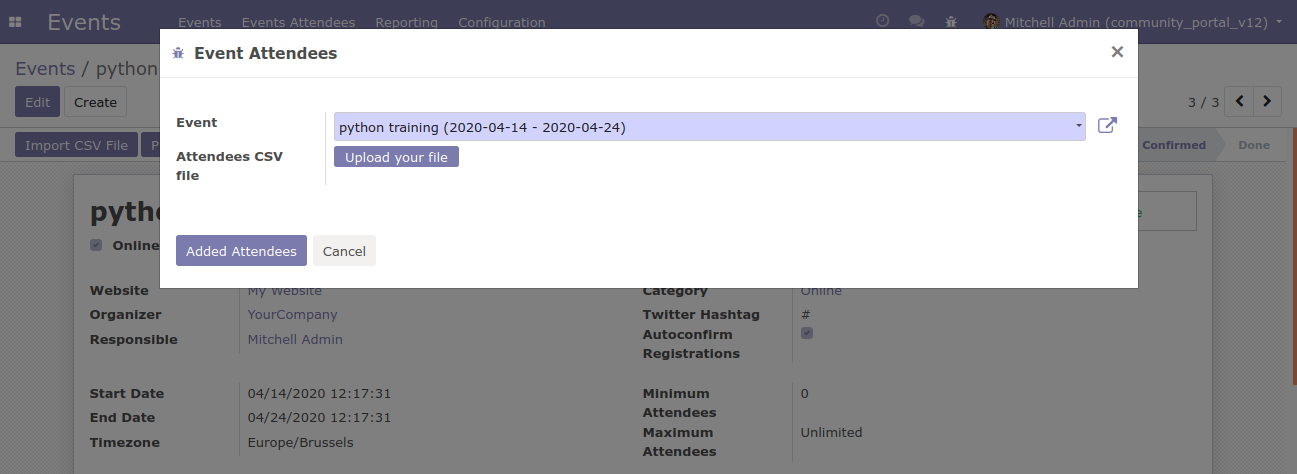 Events Events Events Attendees Reporting Configuration Mitchell Admin (community_portal_v12)
Event Attendees ×
Events / python
Edit Create 3 / 3
Event python training (2020-04-14 - 2020-04-24)
Import CSV File P Confirmed Done
Attendees CSV Upload your file
file
pytho
Online
Added Attendees Cancel
Website My Website Category Online
Organizer YourCompany Twitter Hashtag #
Responsible Mitchell Admin Autoconfirm
Registrations
Start Date 04/14/2020 12:17:31 Minimum 0
Attendees
End Date 04/24/2020 12:17:31
Maximum Unlimited
Attendees
Timezone Europe/Brussels